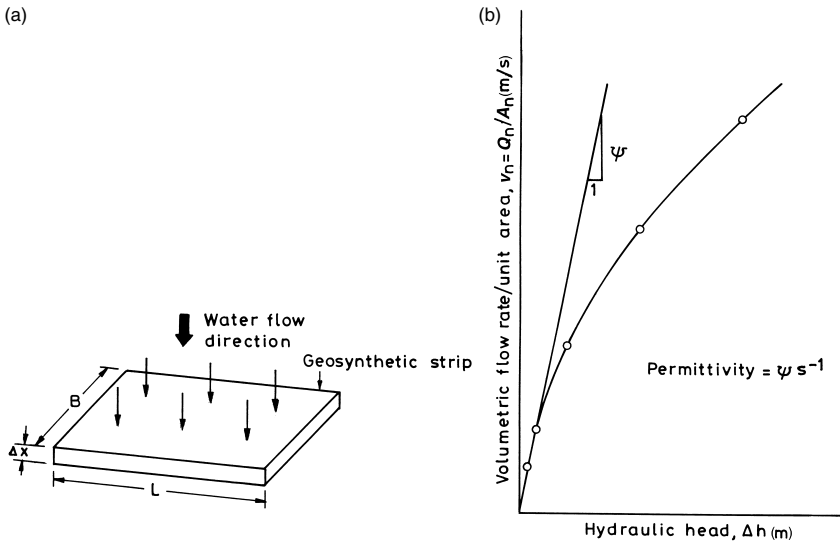 (a)
Water flow
direction
Geosynthetic strip
B
Δx
L
(b)
Volumetric flow rate/unit area, vn = Qn/An (m/s)
ψ
1
Permittivity = ψ s⁻¹
Hydraulic head, Δh (m)